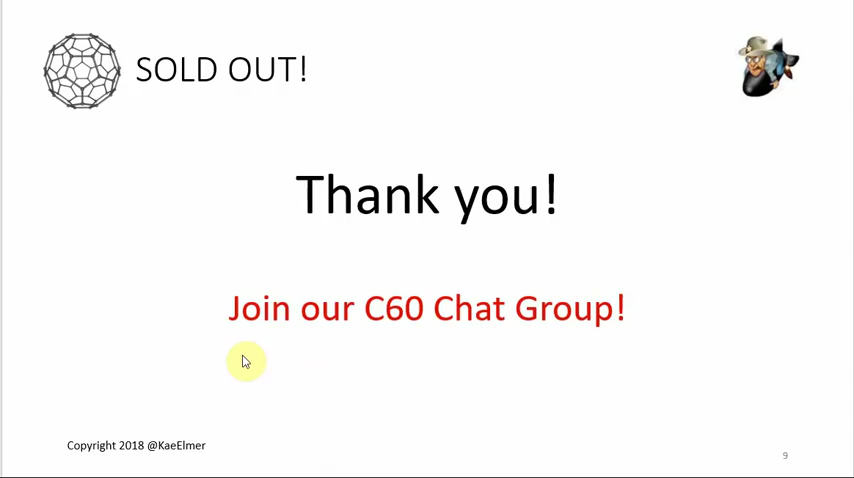 SOLD OUT!
Thank you!
Join our C60 Chat Group!
Copyright 2018 @KaeElmer
9